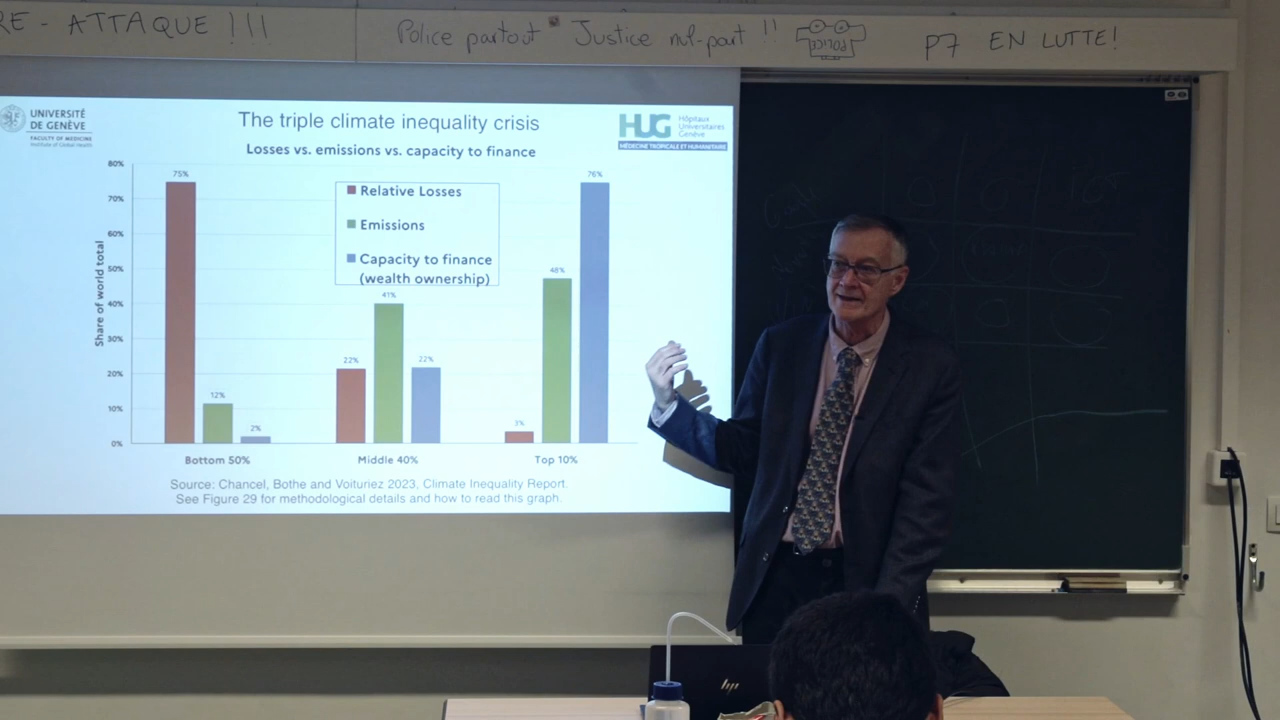 RE - ATTAQUE !!!
Police partout Justice nul-part !!
POLICE
P7 EN LUTTE!
UNIVERSITÉ
DE GENÈVE
FACULTY OF MEDICINE
Institute of Global Health
The triple climate inequality crisis
HUG
Hôpitaux
Universitaires
Genève
MÉDECINE TROPICALE ET HUMANITAIRE
Losses vs. emissions vs. capacity to finance
Share of world total
80%
70%
60%
50%
40%
30%
20%
10%
0%
75%
12%
2%
22%
41%
22%
3%
48%
76%
Relative Losses
Emissions
Capacity to finance
(wealth ownership)
Bottom 50%
Middle 40%
Top 10%
Source: Chancel, Bothe and Voituriez 2023, Climate Inequality Report.
See Figure 29 for methodological details and how to read this graph.
hp